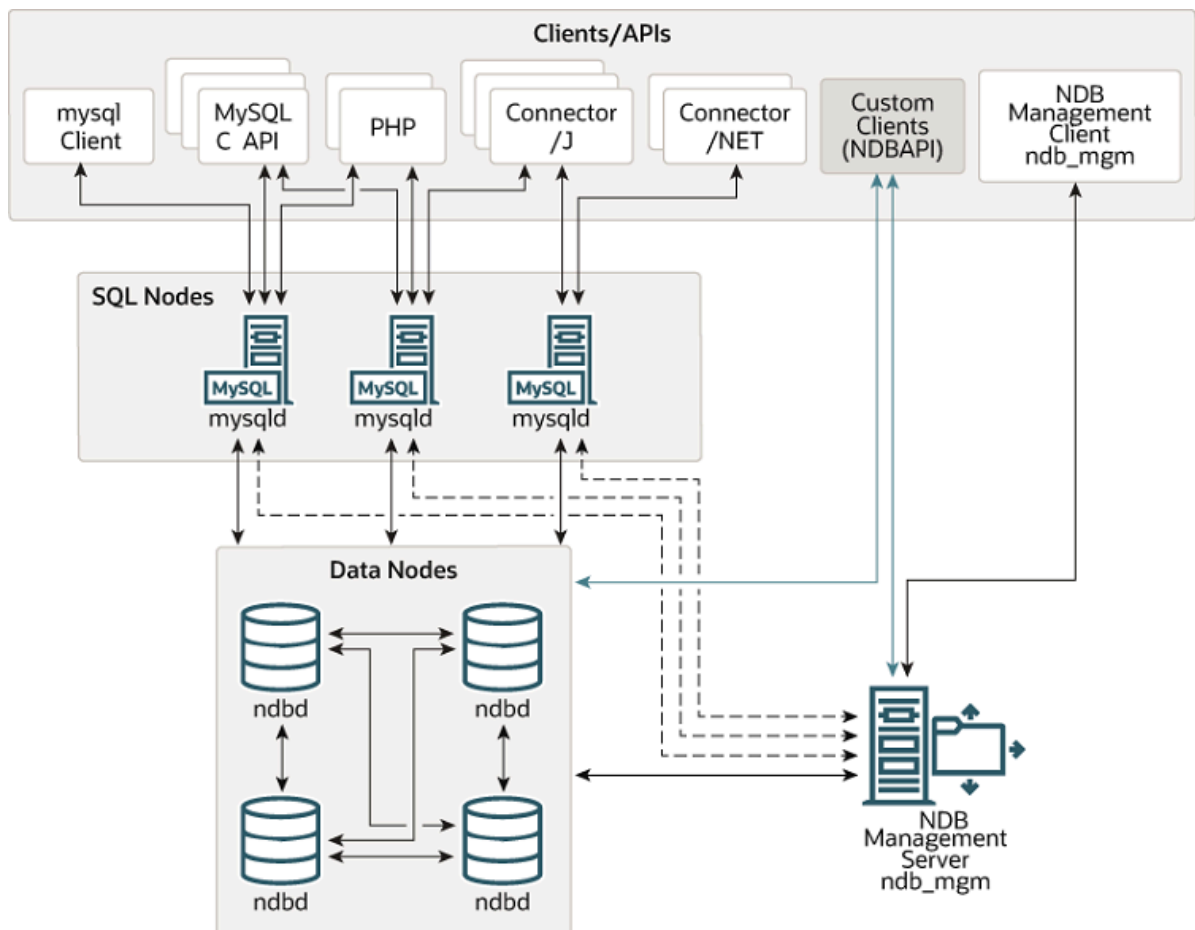 Clients/APIs
mysql
Client
MySQL
C API
PHP
Connector
/J
Connector
/NET
Custom
Clients
(NDBAPI)
NDB
Management
Client
ndb_mgm
SQL Nodes
MySQL
mysqld
MySQL
mysqld
MySQL
mysqld
Data Nodes
ndbd
ndbd
ndbd
ndbd
NDB
Management
Server
ndb_mgm